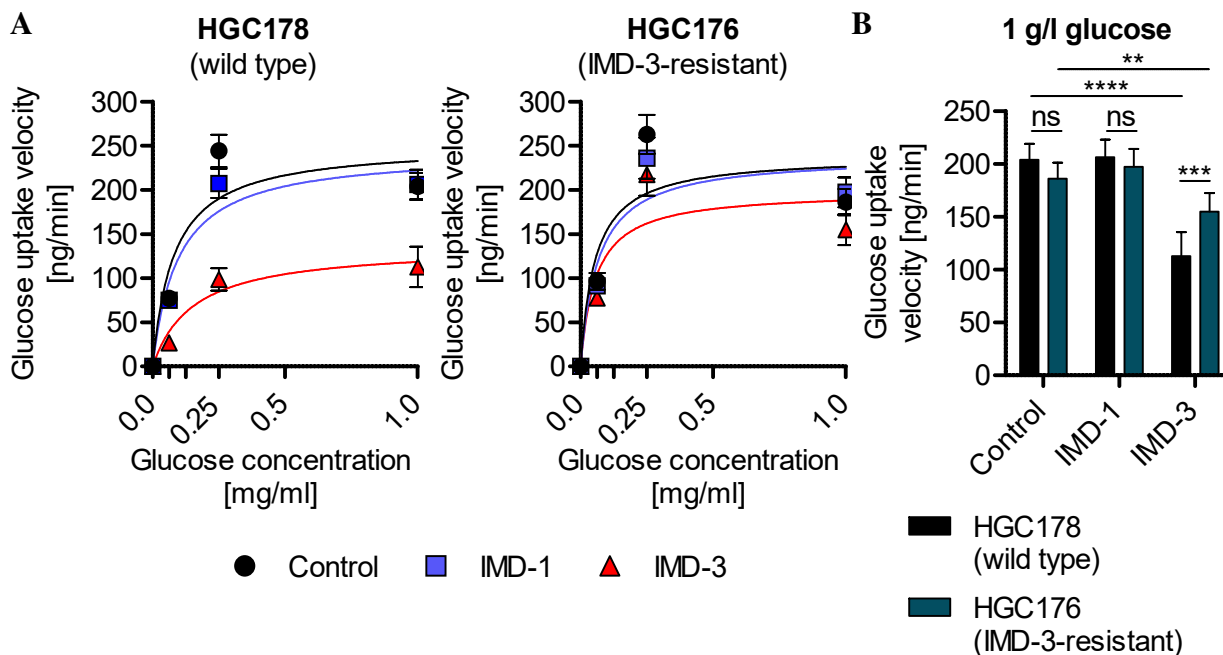 A
HGC178
(wild type)
Glucose uptake velocity
[ng/min]
300
250
200
150
100
50
0
0.0
0.25
0.5
1.0
Glucose concentration
[mg/ml]
HGC176
(IMD-3-resistant)
Glucose uptake velocity
[ng/min]
300
250
200
150
100
50
0
0.0
0.25
0.5
1.0
Glucose concentration
[mg/ml]
Control
IMD-1
IMD-3
B
1 g/l glucose
**
****
ns
ns
***
Glucose uptake
velocity [ng/min]
250
200
150
100
50
0
Control
IMD-1
IMD-3
HGC178
(wild type)
HGC176
(IMD-3-resistant)